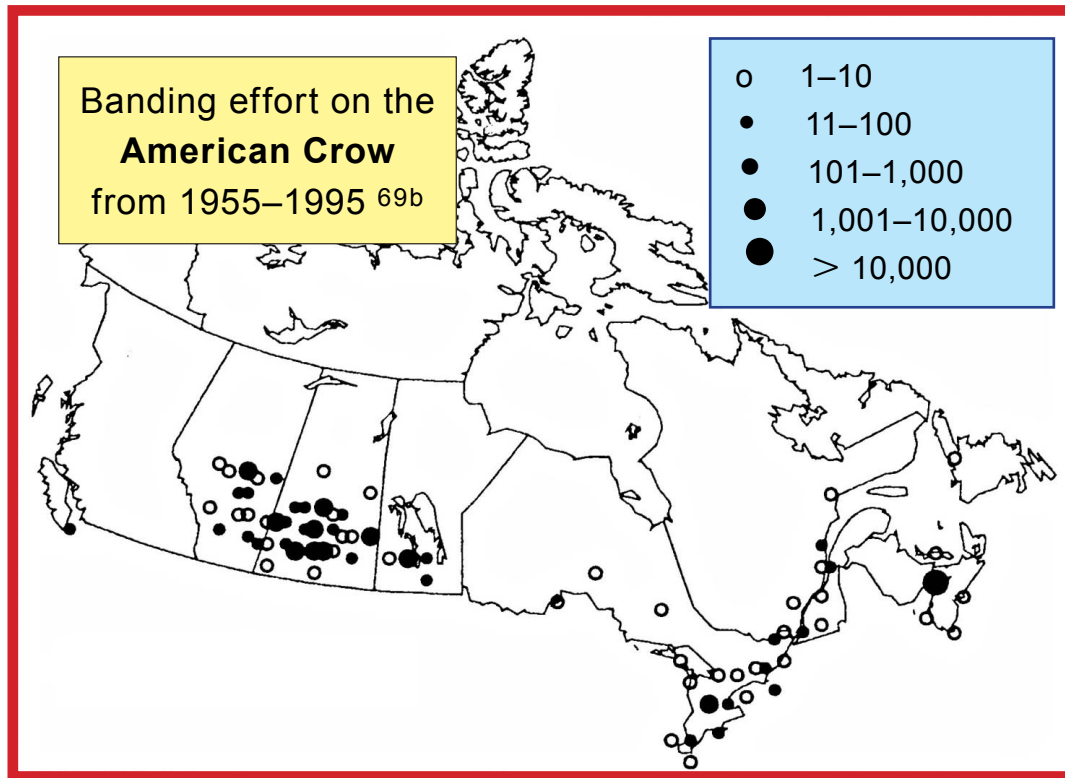 Banding effort on the
American Crow
from 1955–1995 69b
1–10
11–100
101–1,000
1,001–10,000
> 10,000